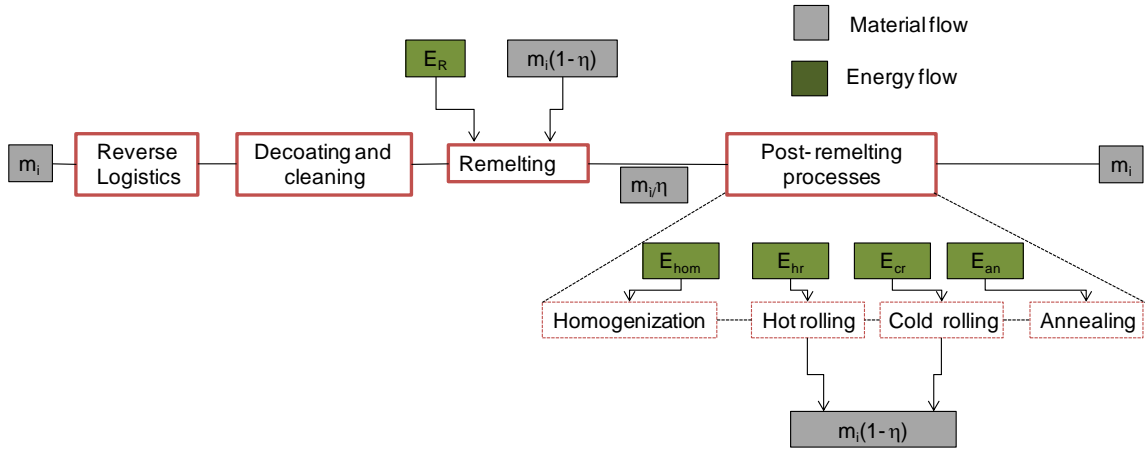 Material flow
Energy flow
E_R
m_i(1- η)
m_i
Reverse
Logistics
Decoating and
cleaning
Remelting
m_i/η
Post-remelting
processes
m_i
E_hom
E_hr
E_cr
E_an
Homogenization
Hot rolling
Cold rolling
Annealing
m_i(1- η)